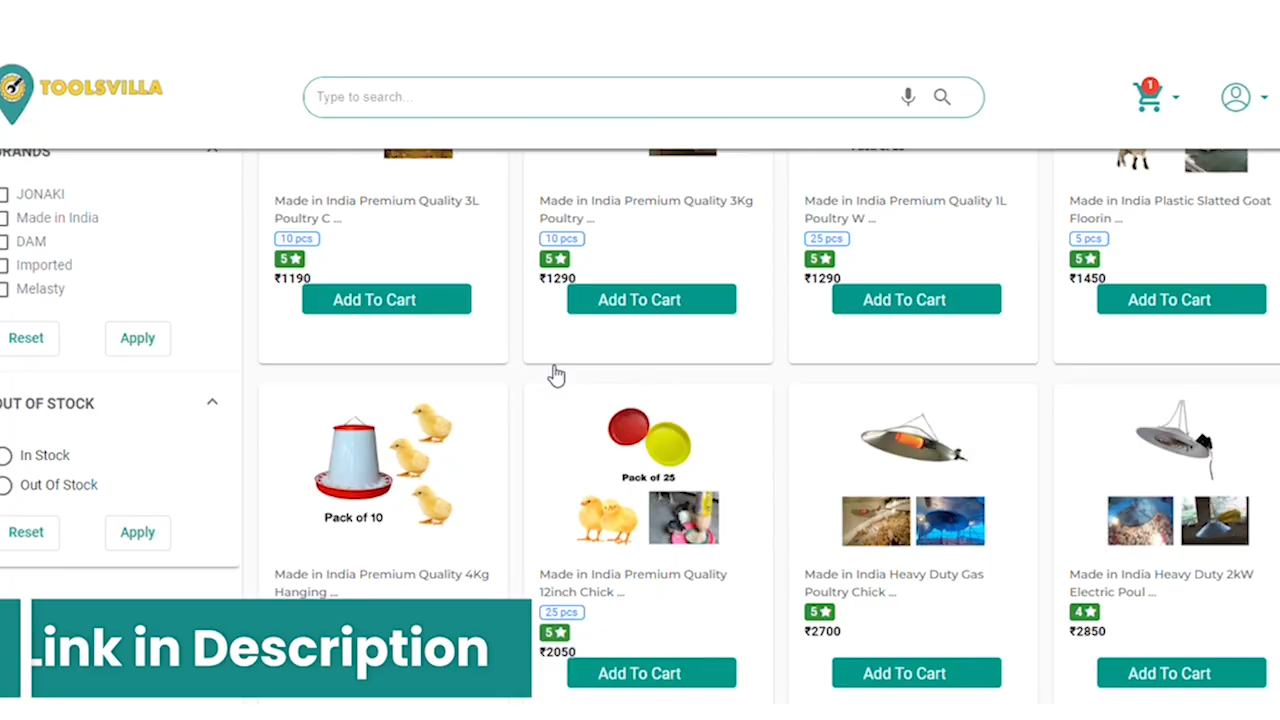 TOOLSVILLA
Type to search...
1
BRANDS
JONAKI
Made in India
DAM
Imported
Melasty
Reset
Apply
OUT OF STOCK
In Stock
Out Of Stock
Reset
Apply
Made in India Premium Quality 3L
Poultry C ...
10 pcs
5
₹1190
Add To Cart
Made in India Premium Quality 3Kg
Poultry ...
10 pcs
5
₹1290
Add To Cart
Made in India Premium Quality 1L
Poultry W ...
25 pcs
5
₹1290
Add To Cart
Made in India Plastic Slatted Goat
Floorin ...
5 pcs
5
₹1450
Add To Cart
Pack of 10
Made in India Premium Quality 4Kg
Hanging ...
Pack of 25
Made in India Premium Quality
12inch Chick ...
25 pcs
5
₹2050
Add To Cart
Made in India Heavy Duty Gas
Poultry Chick ...
5
₹2700
Add To Cart
Made in India Heavy Duty 2kW
Electric Poul ...
4
₹2850
Add To Cart
Link in Description